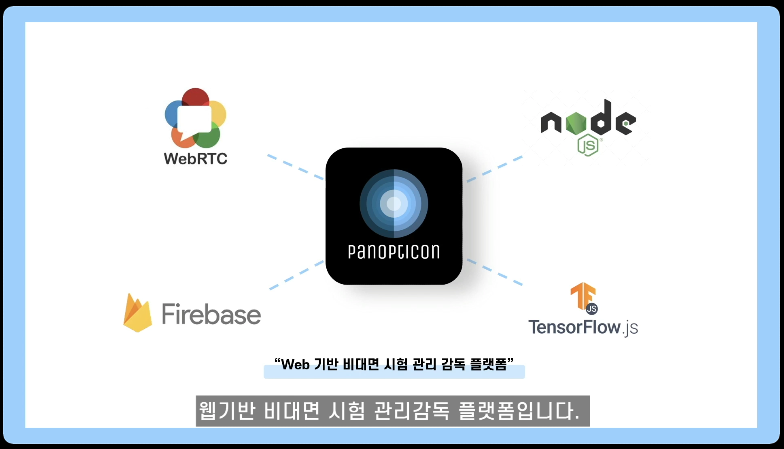 WebRTC
node
JS
PANOPTICON
Firebase
JS
TensorFlow.js
“Web 기반 비대면 시험 관리 감독 플랫폼”
웹기반 비대면 시험 관리감독 플랫폼입니다.